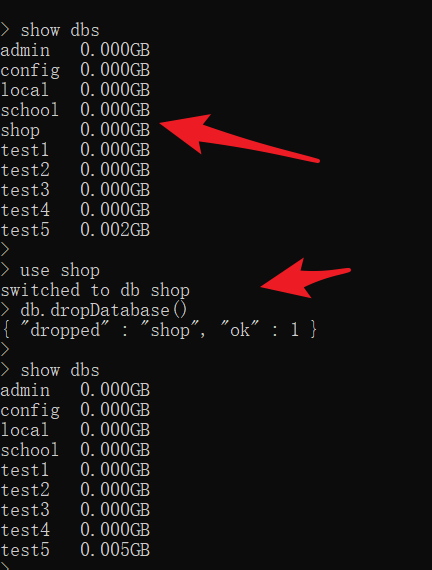 > show dbs
admin   0.000GB
config  0.000GB
local   0.000GB
school  0.000GB
shop    0.000GB
test1   0.000GB
test2   0.000GB
test3   0.000GB
test4   0.000GB
test5   0.002GB
>
> use shop
switched to db shop
> db.dropDatabase()
{ "dropped" : "shop", "ok" : 1 }
>
> show dbs
admin   0.000GB
config  0.000GB
local   0.000GB
school  0.000GB
test1   0.000GB
test2   0.000GB
test3   0.000GB
test4   0.000GB
test5   0.005GB
>